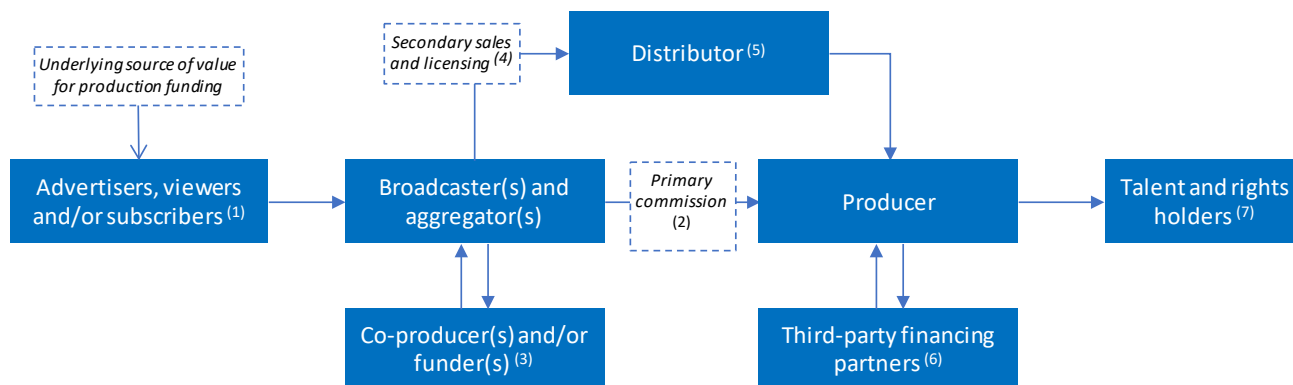 Secondary sales
and licensing (4)
Distributor (5)
Underlying source of value
for production funding
Advertisers, viewers
and/or subscribers (1)
Broadcaster(s) and
aggregator(s)
Primary
commission
(2)
Producer
Talent and rights
holders (7)
Co-producer(s) and/or
funder(s) (3)
Third-party financing
partners (6)